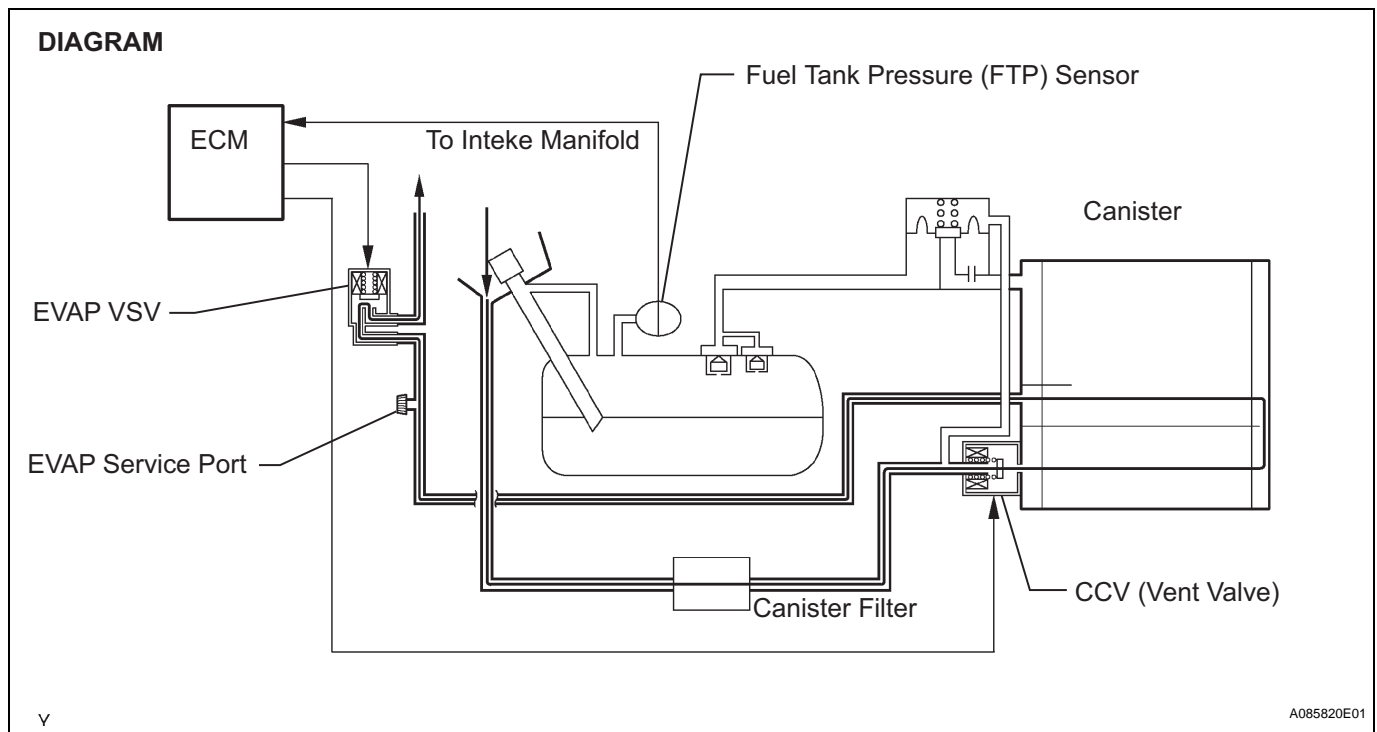 DIAGRAM
Fuel Tank Pressure (FTP) Sensor
ECM
To Inteke Manifold
Canister
EVAP VSV
EVAP Service Port
CCV (Vent Valve)
Canister Filter
Y
A085820E01